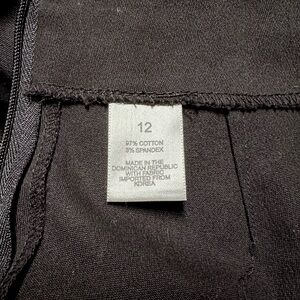 12
97% COTTON
3% SPANDEX
MADE IN THE
DOMINICAN REPUBLIC
WITH FABRIC
IMPORTED FROM
KOREA